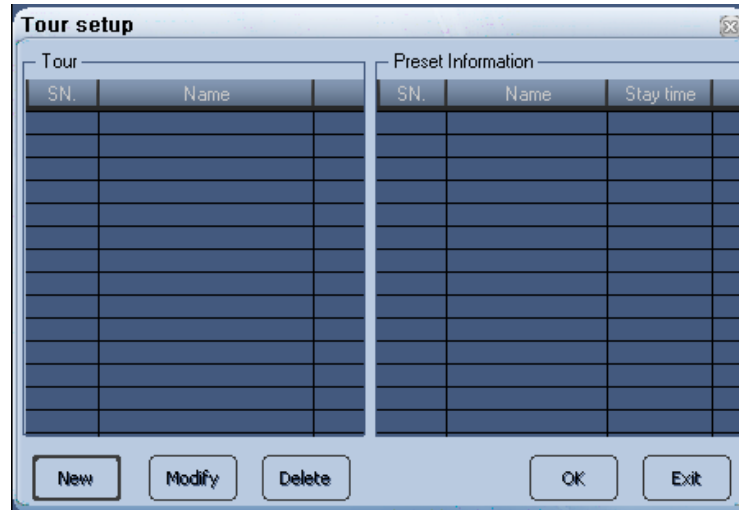 Tour setup
Tour
Preset Information
SN. Name
SN. Name Stay time
New Modify Delete OK Exit